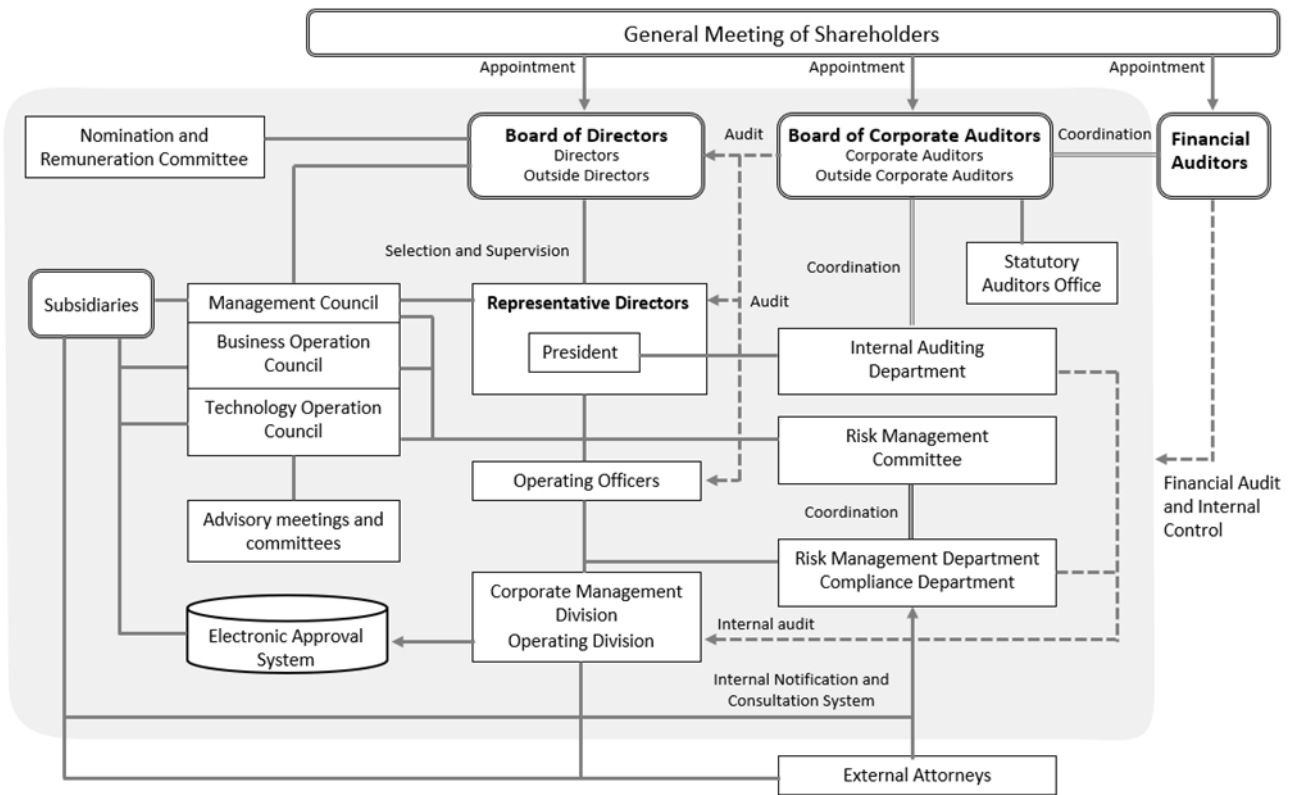 General Meeting of Shareholders
Appointment
Appointment
Appointment
Nomination and
Remuneration Committee
Board of Directors
Directors
Outside Directors
Audit
Board of Corporate Auditors
Corporate Auditors
Outside Corporate Auditors
Coordination
Financial
Auditors
Selection and Supervision
Coordination
Statutory
Auditors Office
Subsidiaries
Management Council
Business Operation
Council
Technology Operation
Council
Representative Directors
President
Audit
Internal Auditing
Department
Risk Management
Committee
Operating Officers
Financial Audit
and Internal
Control
Advisory meetings and
committees
Coordination
Risk Management Department
Compliance Department
Corporate Management
Division
Operating Division
Electronic Approval
System
Internal audit
Internal Notification and
Consultation System
External Attorneys